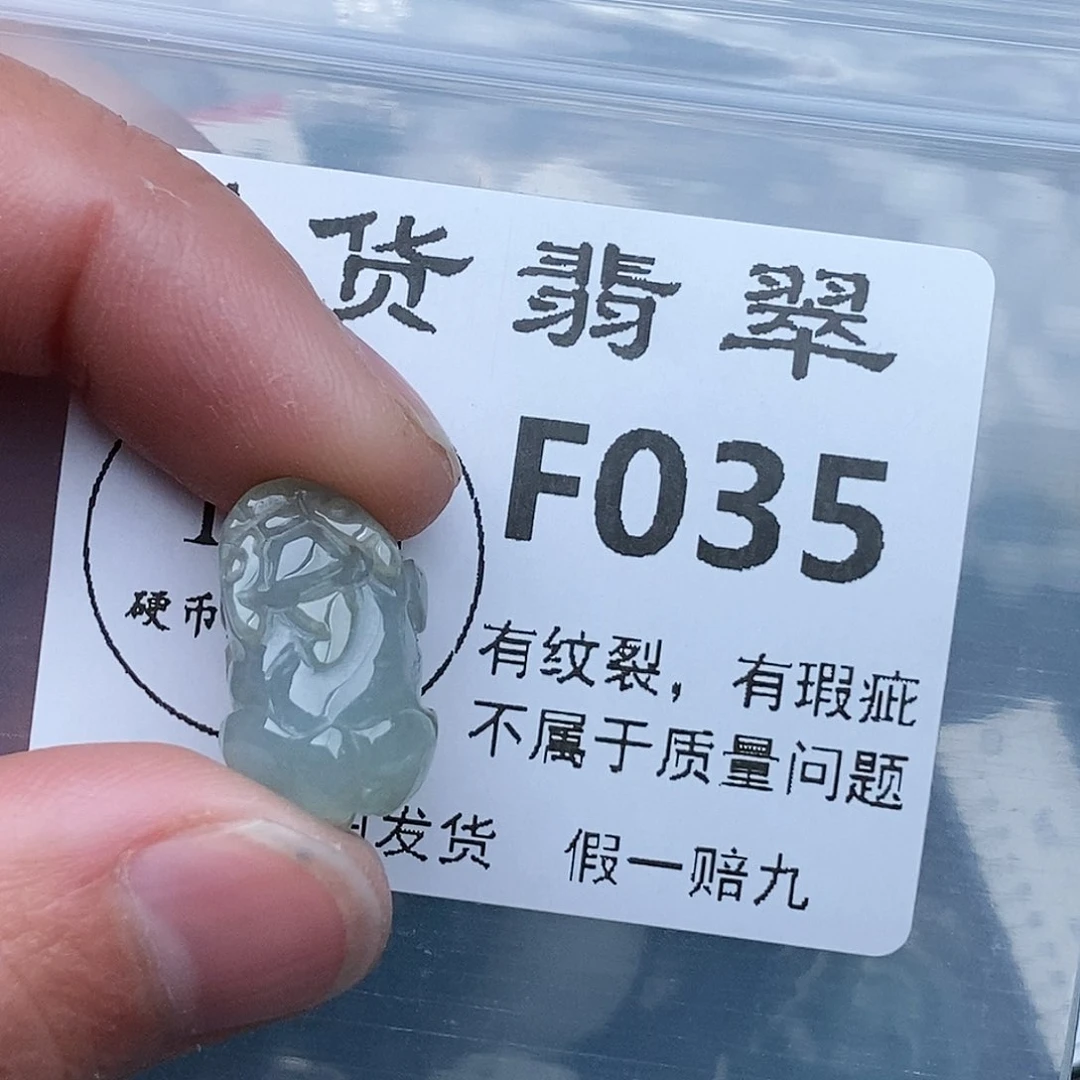 货翡翠
F035
硬币
有纹裂，有瑕疵
不属于质量问题
发货 假一赔九